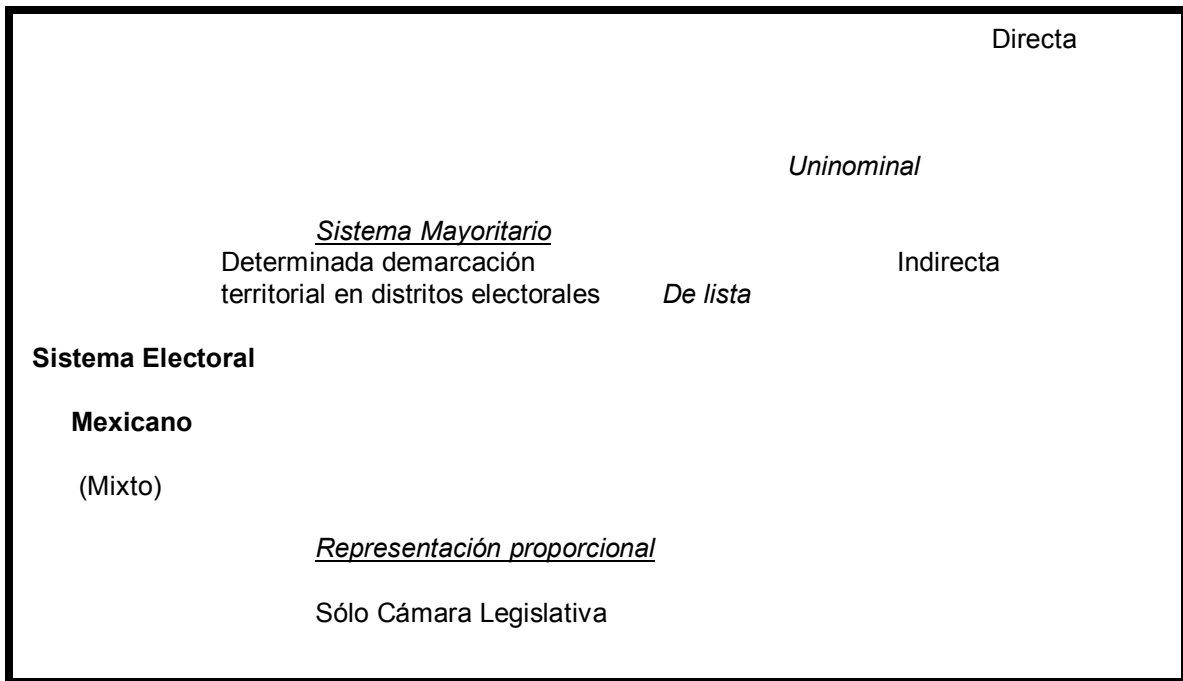 Directa
Uninominal
Sistema Mayoritario
Determinada demarcación Indirecta
territorial en distritos electorales De lista
Sistema Electoral
Mexicano
(Mixto)
Representación proporcional
Sólo Cámara Legislativa